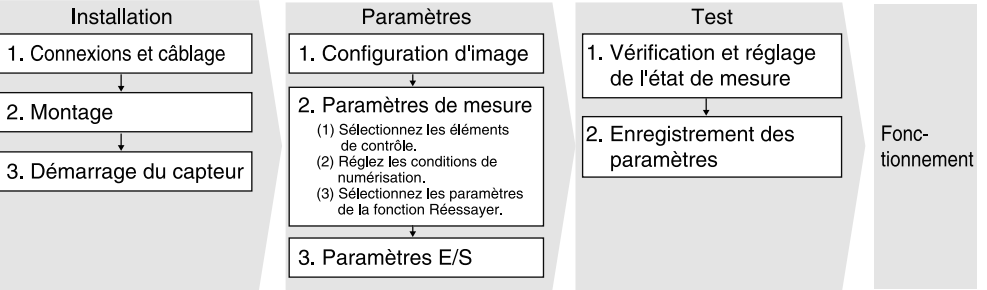 Installation
1. Connexions et câblage
2. Montage
3. Démarrage du capteur
Paramètres
1. Configuration d'image
2. Paramètres de mesure
(1) Sélectionnez les éléments
de contrôle.
(2) Réglez les conditions de
numérisation.
(3) Sélectionnez les paramètres
de la fonction Réessayer.
3. Paramètres E/S
Test
1. Vérification et réglage
de l'état de mesure
2. Enregistrement des
paramètres
Fonc-
tionnement